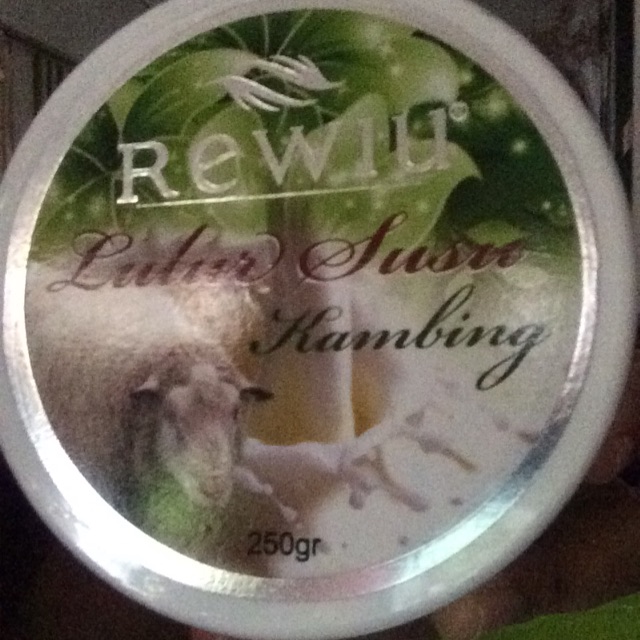 Rewiu
Lulur Susu
Kambing
250gr